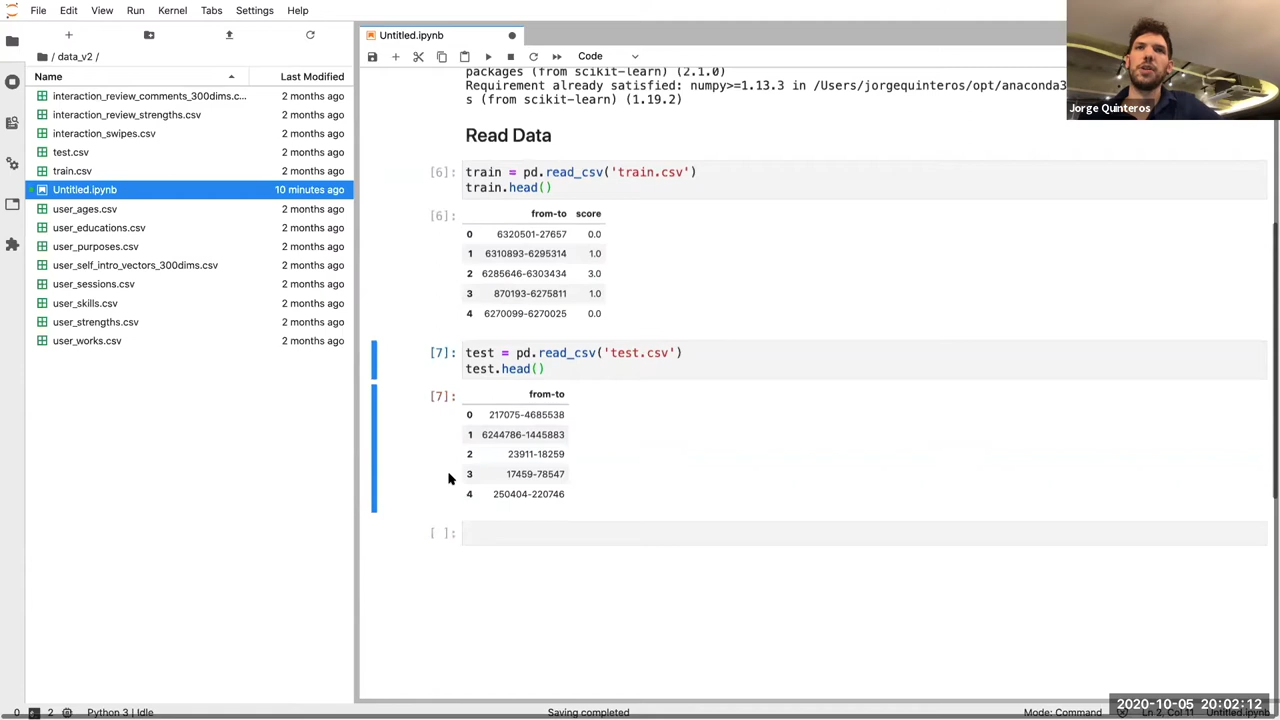 File Edit View Run Kernel Tabs Settings Help
/ data_v2 /
Name Last Modified
interaction_review_comments_300dims.c... 2 months ago
interaction_review_strengths.csv 2 months ago
interaction_swipes.csv 2 months ago
test.csv 2 months ago
train.csv 2 months ago
Untitled.ipynb 10 minutes ago
user_ages.csv 2 months ago
user_educations.csv 2 months ago
user_purposes.csv 2 months ago
user_self_intro_vectors_300dims.csv 2 months ago
user_sessions.csv 2 months ago
user_skills.csv 2 months ago
user_strengths.csv 2 months ago
user_works.csv 2 months ago
Untitled.ipynb
Code
packages (from scikit-learn) (2.1.0)
Requirement already satisfied: numpy>=1.13.3 in /Users/jorgequinteros/opt/anaconda3
s (from scikit-learn) (1.19.2)
Read Data
[6]: train = pd.read_csv('train.csv')
train.head()
[6]: from-to score
0 6320501-27657 0.0
1 6310893-6295314 1.0
2 6285646-6303434 3.0
3 870193-6275811 1.0
4 6270099-6270025 0.0
[7]: test = pd.read_csv('test.csv')
test.head()
[7]: from-to
0 217075-4685538
1 6244786-1445883
2 23911-18259
3 17459-78547
4 250404-220746
[ ]:
Jorge Quinteros
2020-10-05 20:02:12
0 2 Python 3 | Idle Saving completed Mode: Command Ln 2, Col 11 Untitled.ipynb